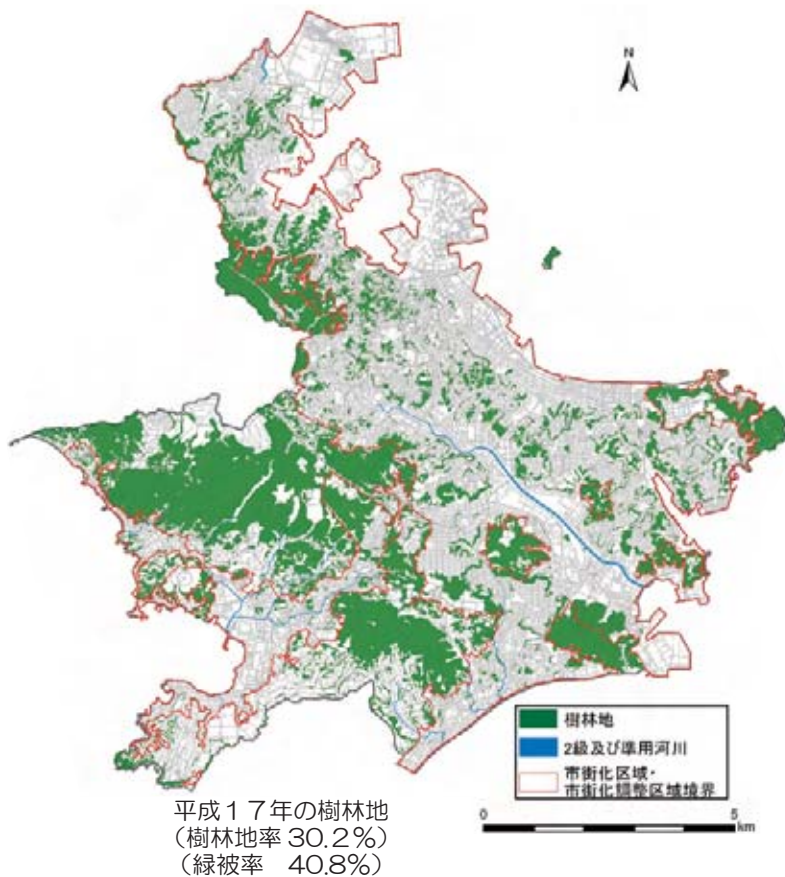 N
樹林地
2級及び準用河川
市街化区域・
市街化調整区域境界
0 5
km
平成17年の樹林地
（樹林地率 30.2%）
（緑被率 40.8%）